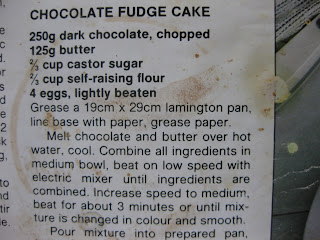 CHOCOLATE FUDGE CAKE
250g dark chocolate, chopped
125g butter
⅔ cup castor sugar
⅔ cup self-raising flour
4 eggs, lightly beaten
Grease a 19cm x 29cm lamington pan,
line base with paper, grease paper.
Melt chocolate and butter over hot
water, cool. Combine all ingredients in
medium bowl, beat on low speed with
electric mixer until ingredients are
combined. Increase speed to medium,
beat for about 3 minutes or until mix-
ture is changed in colour and smooth.
Pour mixture into prepared pan,